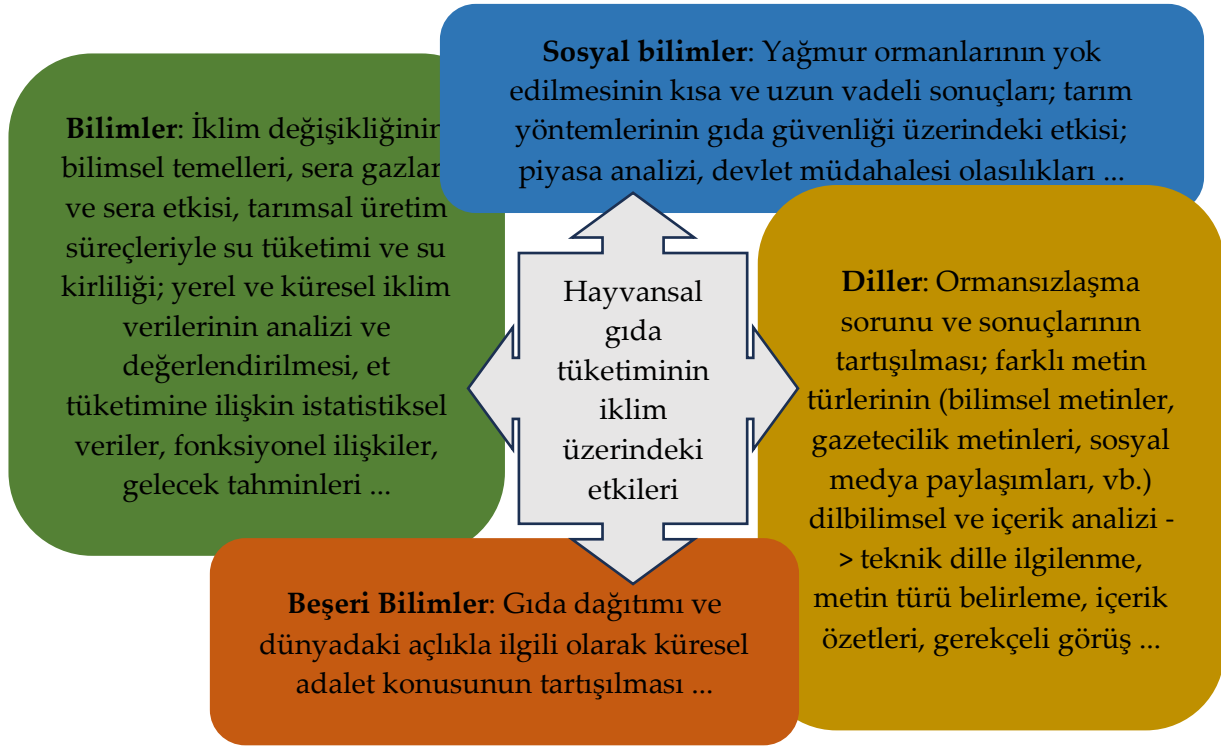 Sosyal bilimler: Yağmur ormanlarının yok
edilmesinin kısa ve uzun vadeli sonuçları; tarım
yöntemlerinin gıda güvenliği üzerindeki etkisi;
piyasa analizi, devlet müdahalesi olasılıkları ...
Bilimler: İklim değişikliğinin
bilimsel temelleri, sera gazlar
ve sera etkisi, tarımsal üretim
süreçleriyle su tüketimi ve su
kirliliği; yerel ve küresel iklim
verilerinin analizi ve
değerlendirilmesi, et
tüketimine ilişkin istatistiksel
veriler, fonksiyonel ilişkiler,
gelecek tahminleri ...
Hayvansal
gıda
tüketiminin
iklim
üzerindeki
etkileri
Diller: Ormansızlaşma
sorunu ve sonuçlarının
tartışılması; farklı metin
türlerinin (bilimsel metinler,
gazetecilik metinleri, sosyal
medya paylaşımları, vb.)
dilbilimsel ve içerik analizi -
> teknik dille ilgilenme,
metin türü belirleme, içerik
özetleri, gerekçeli görüş ...
Beşeri Bilimler: Gıda dağıtımı ve
dünyadaki açlıkla ilgili olarak küresel
adalet konusunun tartışılması ...